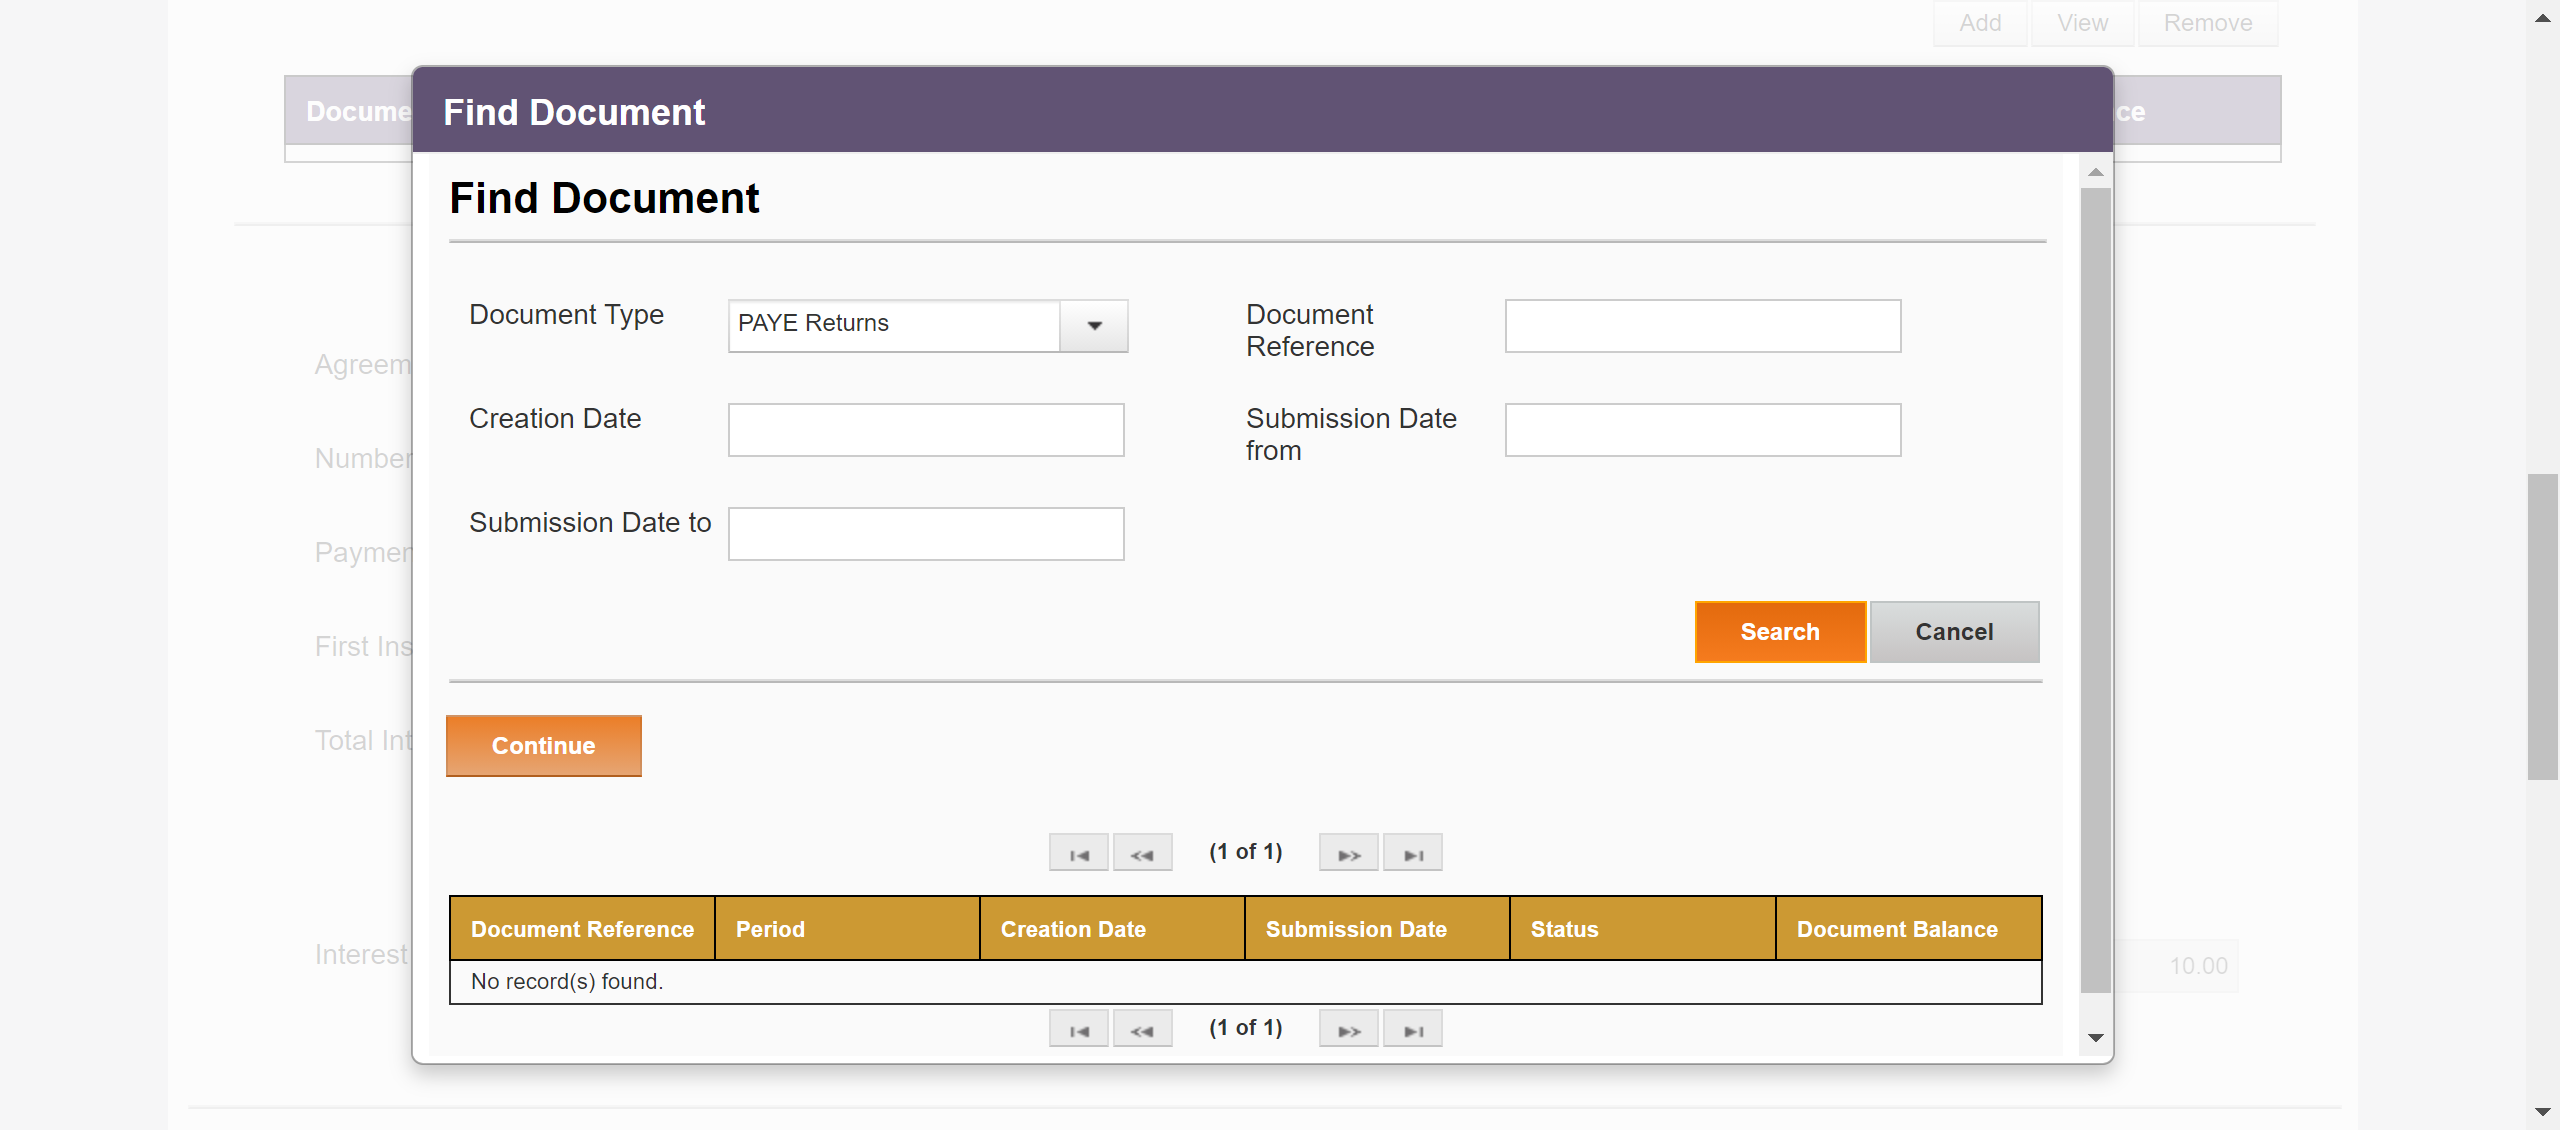 Add View Remove
Docume
ce
Find Document
Find Document
Document Type
PAYE Returns
Document
Reference
Creation Date
Submission Date
from
Submission Date to
Search Cancel
Continue
(1 of 1)
Document Reference Period Creation Date Submission Date Status Document Balance
No record(s) found.
(1 of 1)
Agreem
Number
Paymen
First Ins
Total Int
Interest
10.00